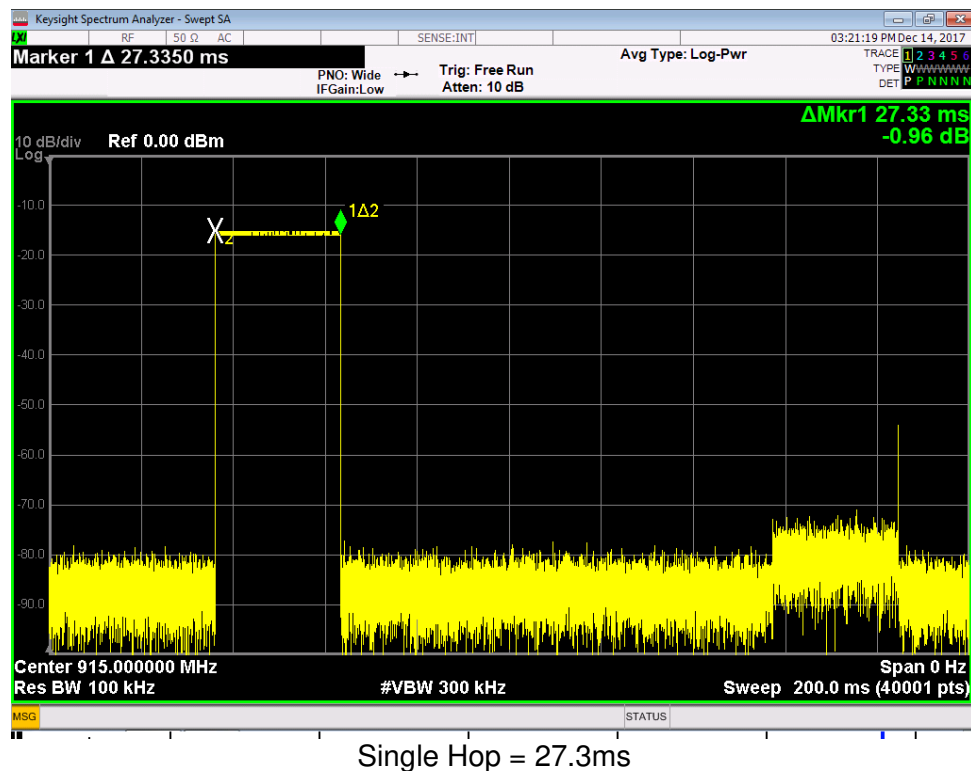 Keysight Spectrum Analyzer - Swept SA
LXI RF 50 Ω AC SENSE:INT 03:21:19 PM Dec 14, 2017
Marker 1 Δ 27.3350 ms
PNO: Wide
IFGain:Low
Trig: Free Run
Atten: 10 dB
Avg Type: Log-Pwr
TRACE 1 2 3 4 5 6
TYPE WWWWWW
DET P P N N N N
ΔMkr1 27.33 ms
-0.96 dB
10 dB/div Ref 0.00 dBm
Log
-10.0
1Δ2
X2
-20.0
-30.0
-40.0
-50.0
-60.0
-70.0
-80.0
-90.0
Center 915.000000 MHz Span 0 Hz
Res BW 100 kHz #VBW 300 kHz Sweep 200.0 ms (40001 pts)
MSG STATUS
Single Hop = 27.3ms